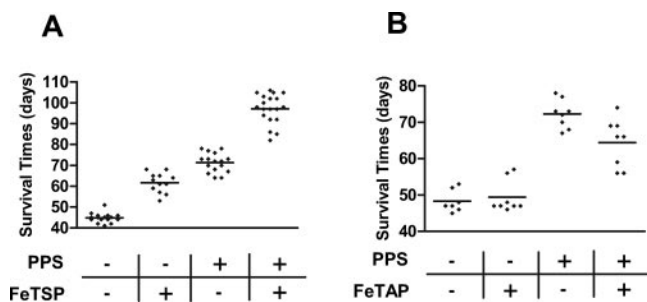 A
Survival Times (days)
110
100
90
80
70
60
50
40
PPS - - + +
FeTSP - + - +
B
Survival Times (days)
80
70
60
50
40
PPS - - + +
FeTAP - + - +